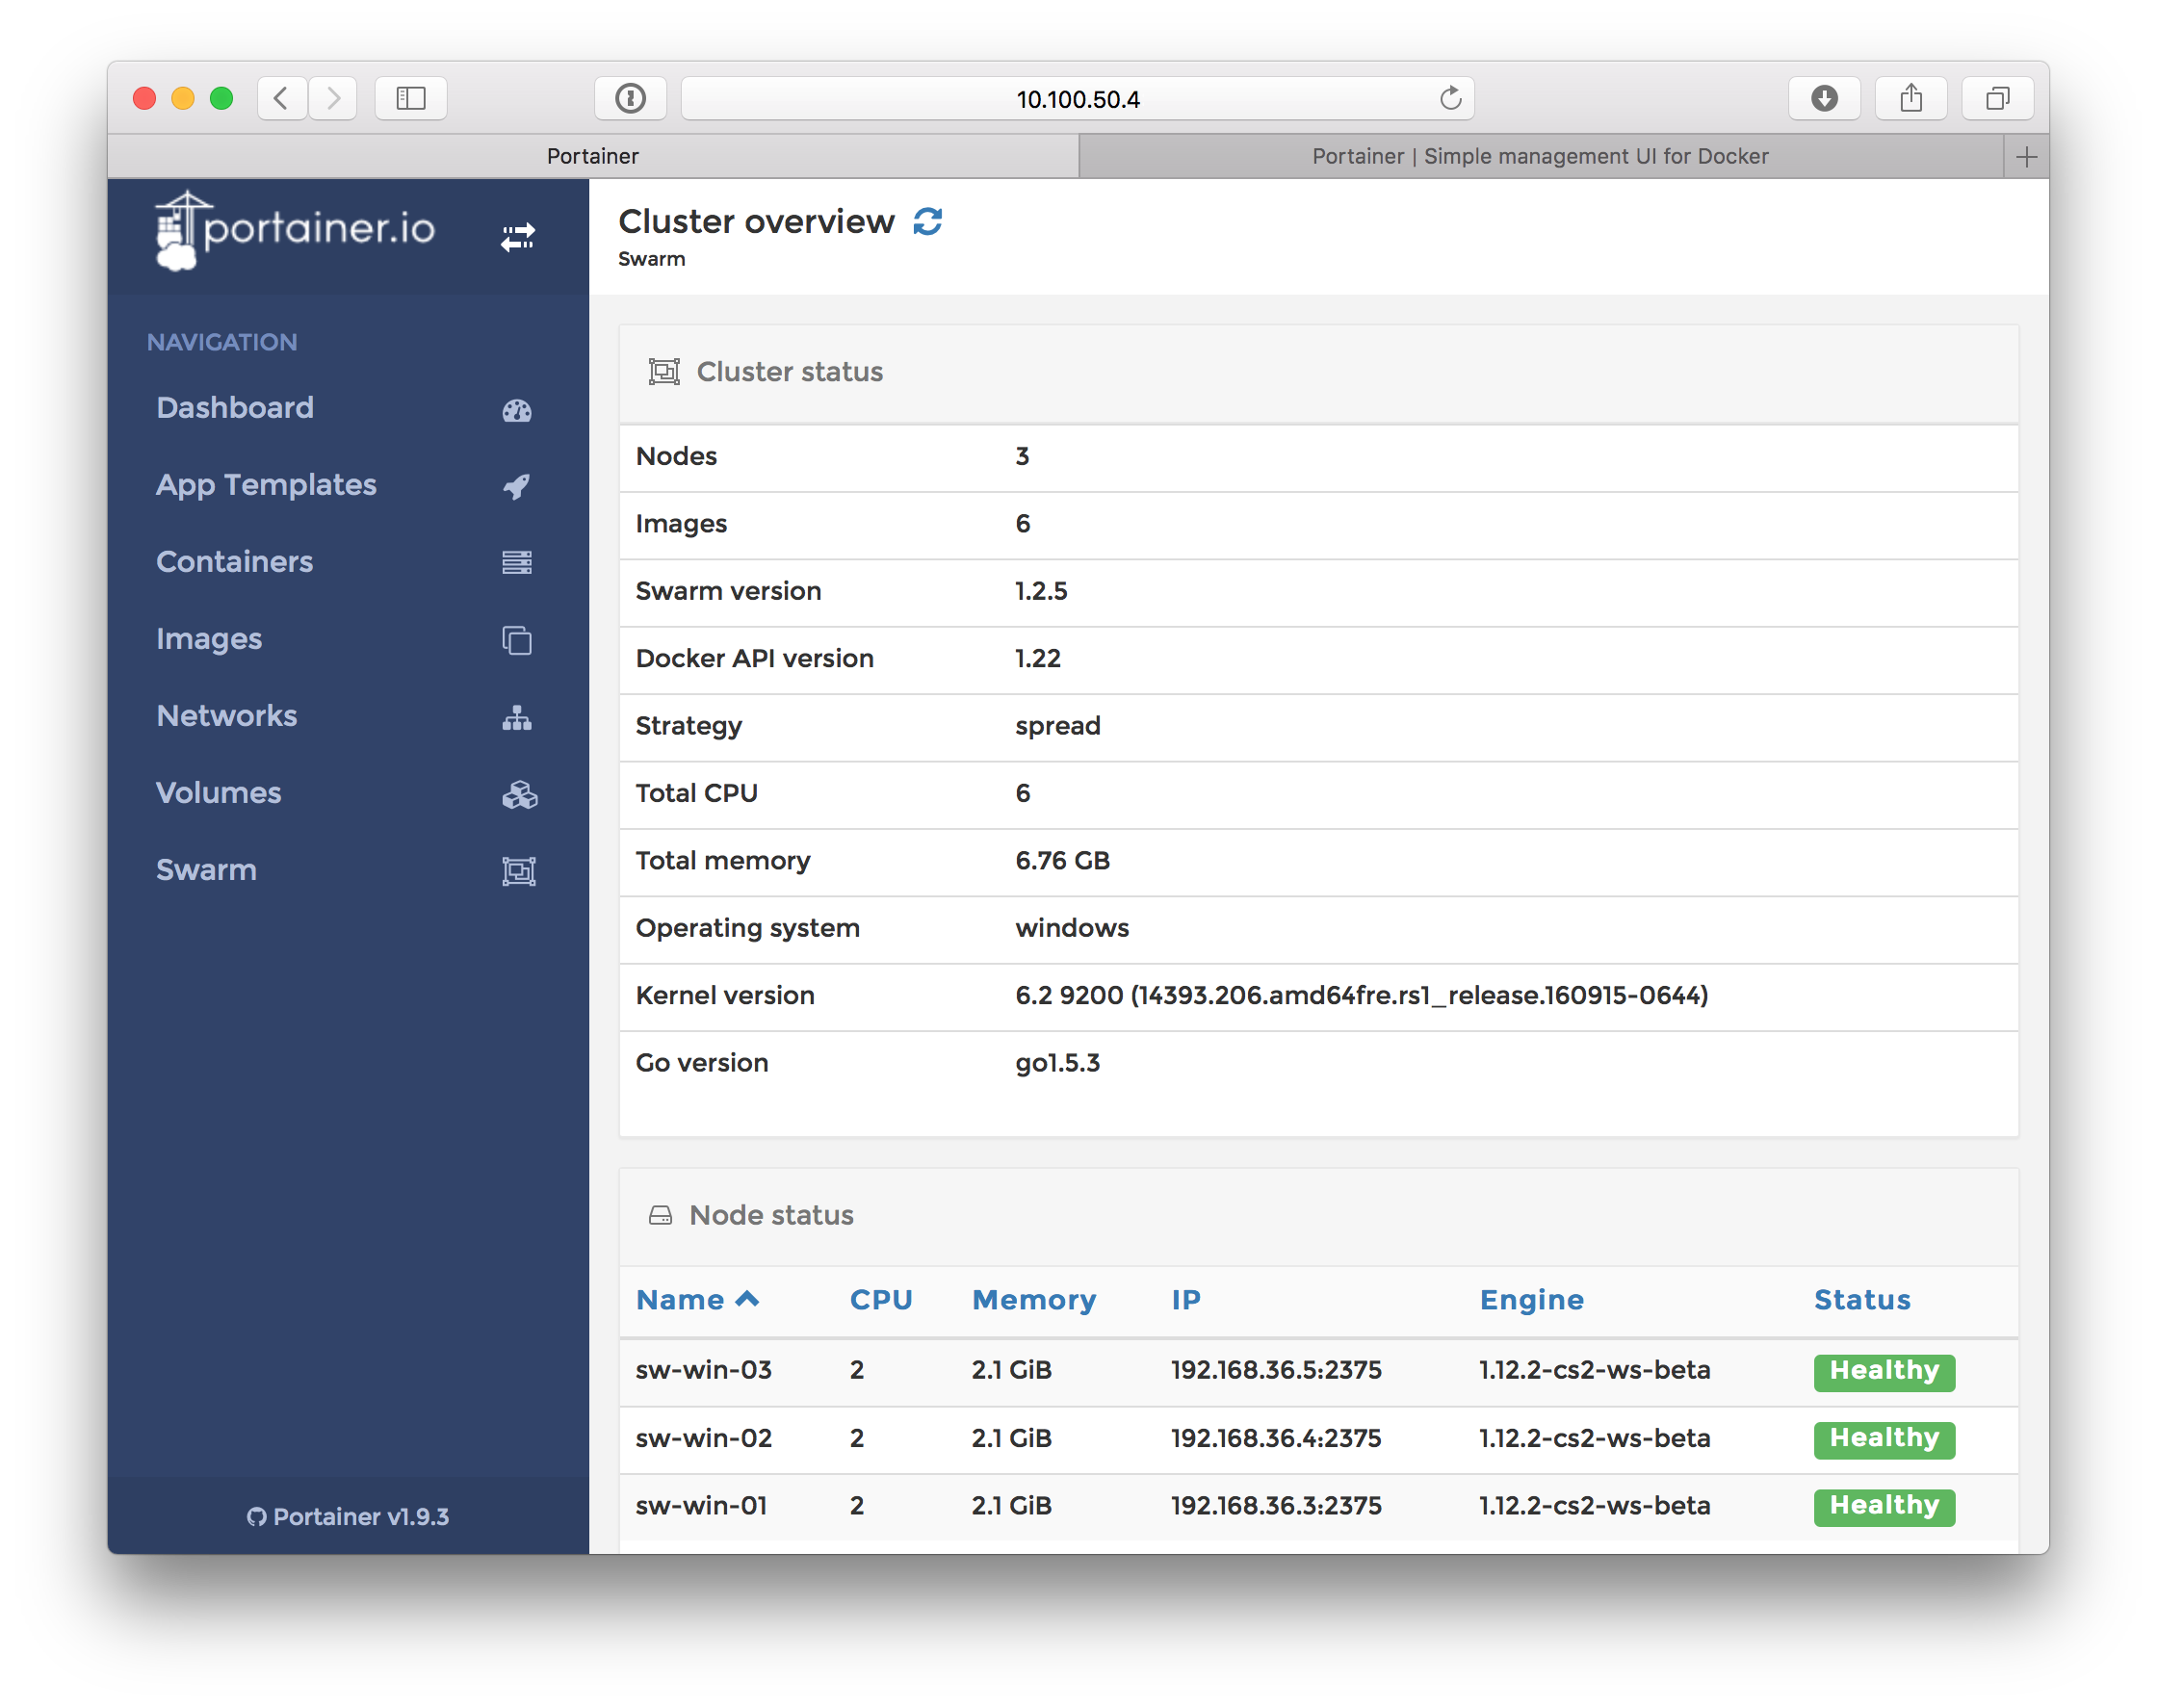 10.100.50.4
Portainer
Portainer | Simple management UI for Docker
portainer.io
Cluster overview
Swarm
NAVIGATION
Dashboard
App Templates
Containers
Images
Networks
Volumes
Swarm
Portainer v1.9.3
Cluster status
Nodes 3
Images 6
Swarm version 1.2.5
Docker API version 1.22
Strategy spread
Total CPU 6
Total memory 6.76 GB
Operating system windows
Kernel version 6.2 9200 (14393.206.amd64fre.rs1_release.160915-0644)
Go version go1.5.3
Node status
Name CPU Memory IP Engine Status
sw-win-03 2 2.1 GiB 192.168.36.5:2375 1.12.2-cs2-ws-beta Healthy
sw-win-02 2 2.1 GiB 192.168.36.4:2375 1.12.2-cs2-ws-beta Healthy
sw-win-01 2 2.1 GiB 192.168.36.3:2375 1.12.2-cs2-ws-beta Healthy